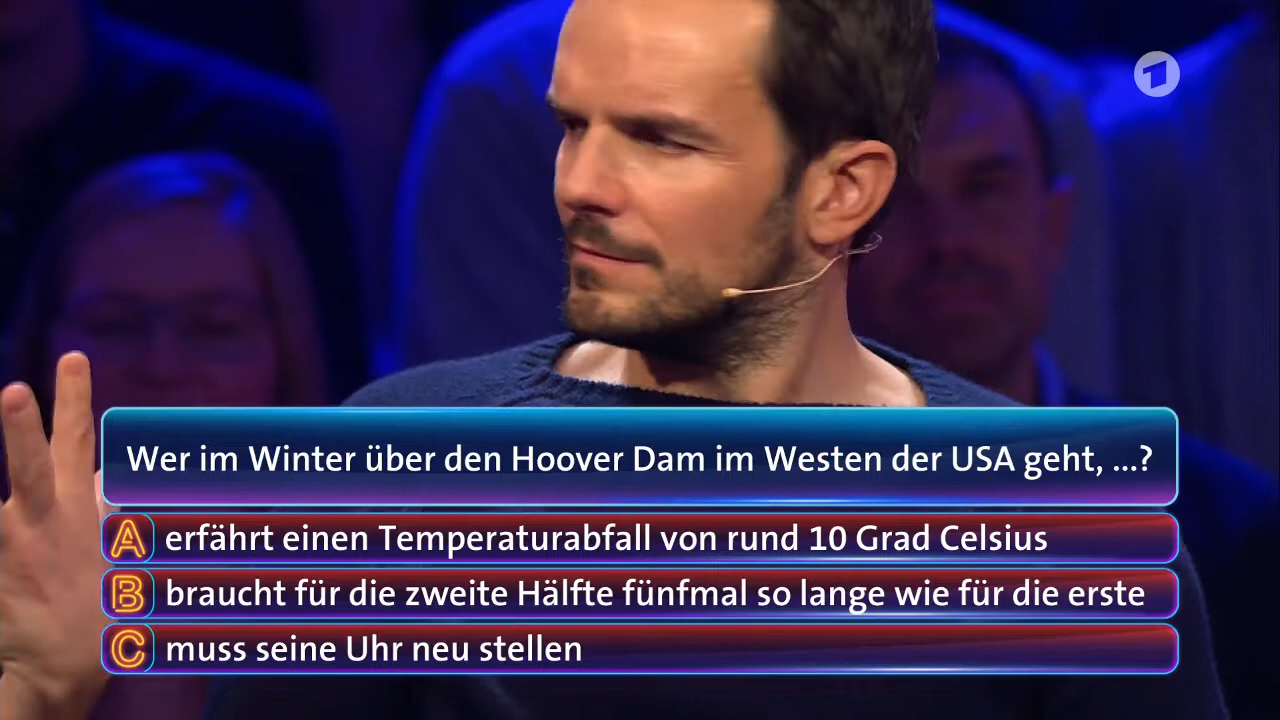 Wer im Winter über den Hoover Dam im Westen der USA geht, ...?
A erfährt einen Temperaturabfall von rund 10 Grad Celsius
B braucht für die zweite Hälfte fünfmal so lange wie für die erste
C muss seine Uhr neu stellen